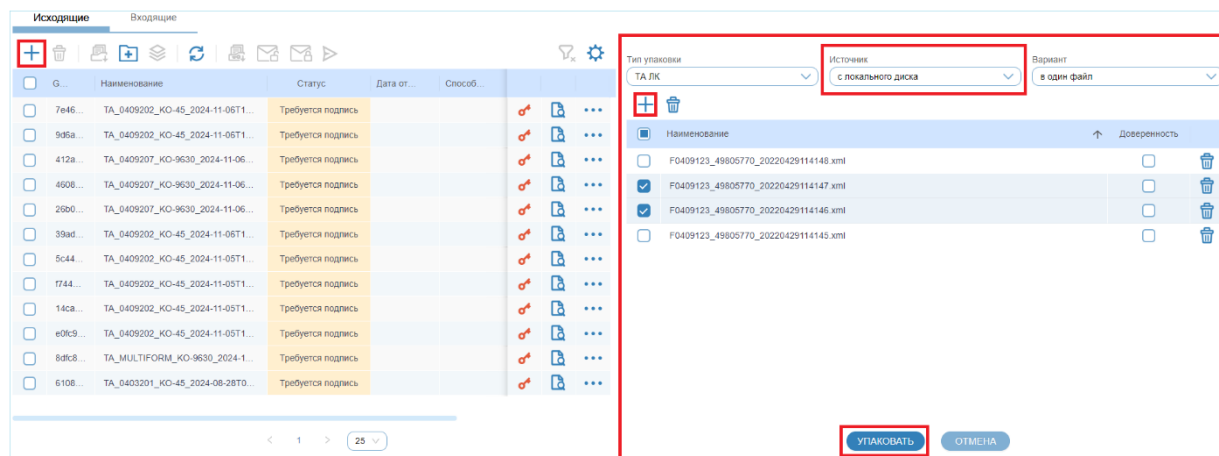 Исходящие Входящие
G... Наименование Статус Дата от... Способ...
7e46... TA_0409202_KO-45_2024-11-06T1... Требуется подпись
9d6a... TA_0409202_KO-45_2024-11-06T1... Требуется подпись
412a... TA_0409207_KO-9630_2024-11-06... Требуется подпись
4608... TA_0409207_KO-9630_2024-11-06... Требуется подпись
26b0... TA_0409207_KO-9630_2024-11-06... Требуется подпись
39ad... TA_0409202_KO-45_2024-11-06T1... Требуется подпись
5c44... TA_0409202_KO-45_2024-11-05T1... Требуется подпись
f744... TA_0409202_KO-45_2024-11-05T1... Требуется подпись
14ca... TA_0409202_KO-45_2024-11-05T1... Требуется подпись
e0fc9... TA_0409202_KO-45_2024-11-05T1... Требуется подпись
8dfc8... TA_MULTIFORM_KO-9630_2024-1... Требуется подпись
6108... TA_0403201_KO-45_2024-08-28T0... Требуется подпись
1 25
Тип упаковки Источник Вариант
ТА ЛК с локального диска в один файл
Наименование Доверенность
F0409123_49805770_20220429114148.xml
F0409123_49805770_20220429114147.xml
F0409123_49805770_20220429114146.xml
F0409123_49805770_20220429114145.xml
УПАКОВАТЬ ОТМЕНА